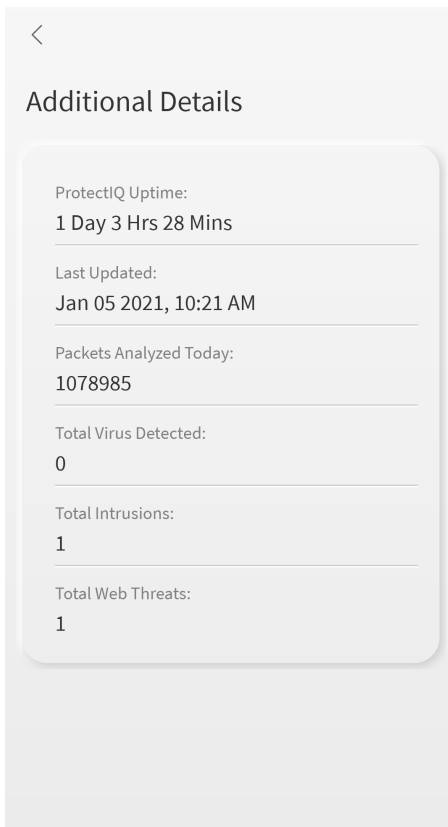 Additional Details
ProtectIQ Uptime:
1 Day 3 Hrs 28 Mins
Last Updated:
Jan 05 2021, 10:21 AM
Packets Analyzed Today:
1078985
Total Virus Detected:
0
Total Intrusions:
1
Total Web Threats:
1